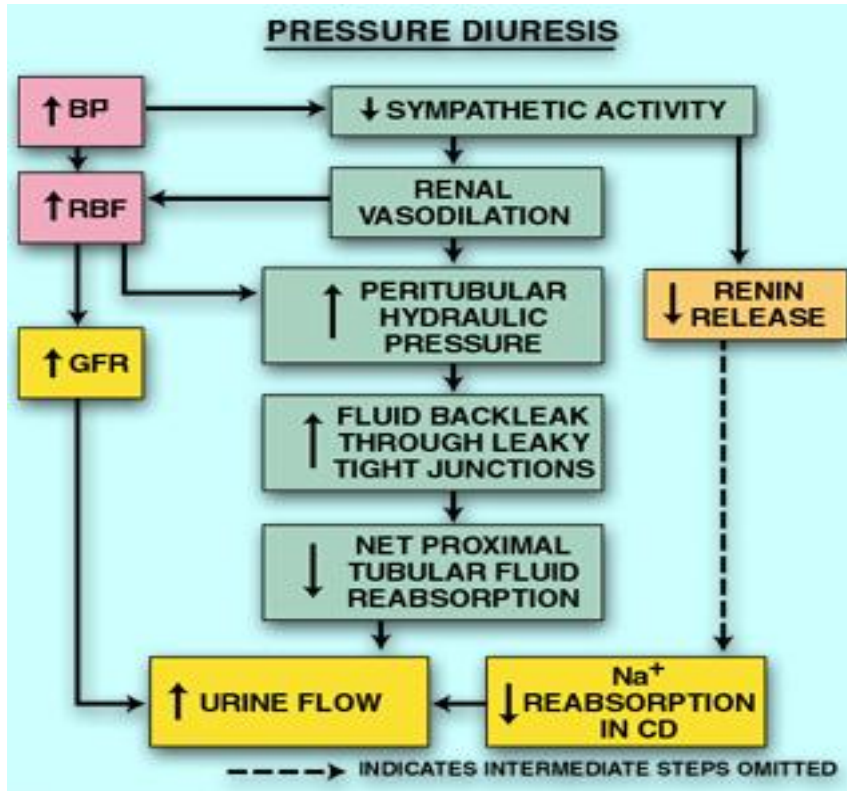 PRESSURE DIURESIS
↑ BP
↓ SYMPATHETIC ACTIVITY
↑ RBF
RENAL
VASODILATION
↑ PERITUBULAR
HYDRAULIC
PRESSURE
↓ RENIN
RELEASE
↑ GFR
↑ FLUID BACKLEAK
THROUGH LEAKY
TIGHT JUNCTIONS
↓ NET PROXIMAL
TUBULAR FLUID
REABSORPTION
↑ URINE FLOW
↓ Na⁺
REABSORPTION
IN CD
INDICATES INTERMEDIATE STEPS OMITTED